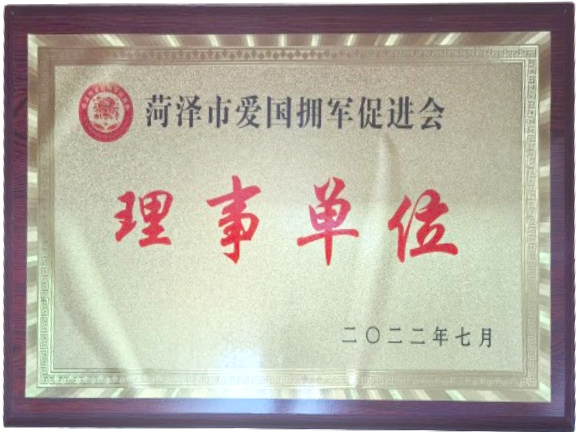 菏泽市爱国拥军促进会
理事单位
二〇二二年七月